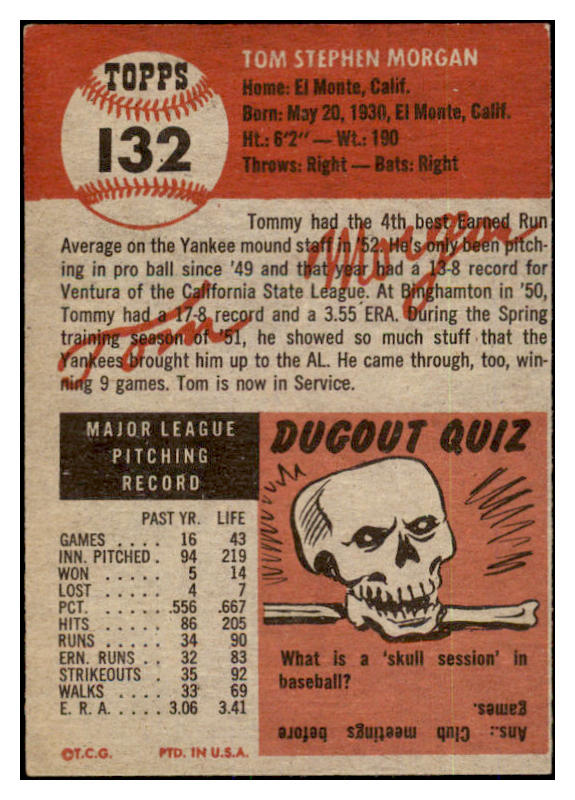 TOPPS
132
TOM STEPHEN MORGAN
Home: El Monte, Calif.
Born: May 20, 1930, El Monte, Calif.
Ht.: 6'2" — Wt.: 190
Throws: Right — Bats: Right
Tommy had the 4th best Earned Run
Average on the Yankee mound staff in '52. He's only been pitch-
ing in pro ball since '49 and that year had a 13-8 record for
Ventura of the California State League. At Binghamton in '50,
Tommy had a 17-8 record and a 3.55 ERA. During the Spring
training season of '51, he showed so much stuff that the
Yankees brought him up to the AL. He came through, too, win-
ning 9 games. Tom is now in Service.
Tom Morgan
MAJOR LEAGUE
PITCHING
RECORD
PAST YR. LIFE
GAMES . . . . . 16 43
INN. PITCHED . 94 219
WON . . . . . 5 14
LOST . . . . . 4 7
PCT. . . . . . .556 .667
HITS . . . . . 86 205
RUNS . . . . . 34 90
ERN. RUNS . . 32 83
STRIKEOUTS . 35 92
WALKS . . . . 33 69
E. R. A. . . . . . 3.06 3.41
©T.C.G. PTD. IN U.S.A.
DUGOUT QUIZ
What is a 'skull session' in
baseball?
Ans.: Club meetings before
games.